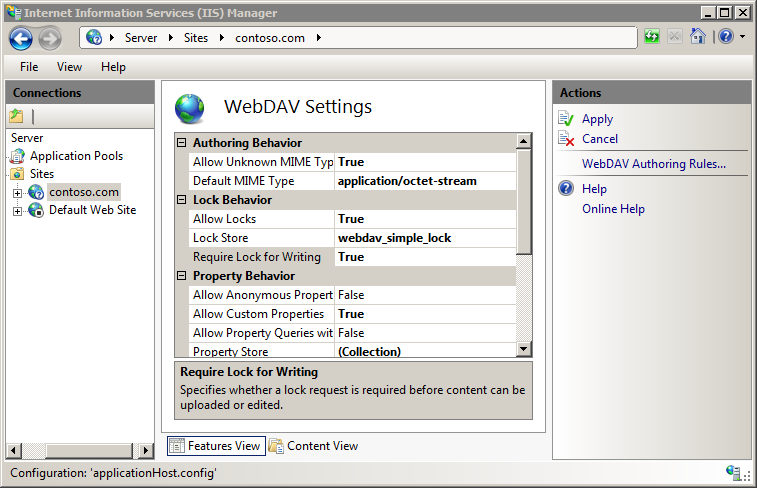 Internet Information Services (IIS) Manager
Server Sites contoso.com
File View Help
Connections
Server
Application Pools
Sites
contoso.com
Default Web Site
WebDAV Settings
Authoring Behavior
Allow Unknown MIME Typ True
Default MIME Type application/octet-stream
Lock Behavior
Allow Locks True
Lock Store webdav_simple_lock
Require Lock for Writing True
Property Behavior
Allow Anonymous Propert False
Allow Custom Properties True
Allow Property Queries wit False
Property Store (Collection)
Require Lock for Writing
Specifies whether a lock request is required before content can be
uploaded or edited.
Features View Content View
Actions
Apply
Cancel
WebDAV Authoring Rules...
Help
Online Help
Configuration: 'applicationHost.config'